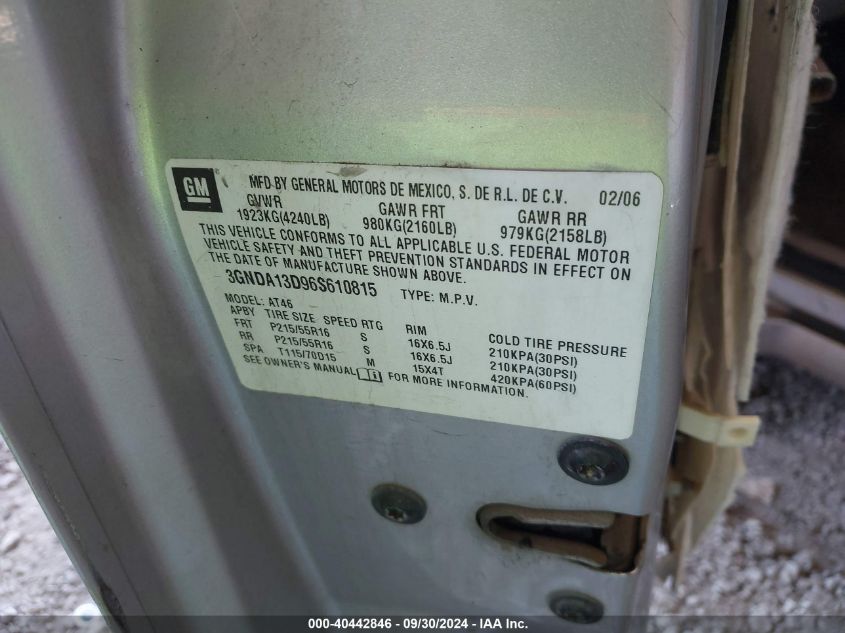 GM
MFD BY GENERAL MOTORS DE MEXICO, S. DE R.L. DE C.V. 02/06
GVWR GAWR FRT GAWR RR
1923KG(4240LB) 980KG(2160LB) 979KG(2158LB)
THIS VEHICLE CONFORMS TO ALL APPLICABLE U.S. FEDERAL MOTOR
VEHICLE SAFETY AND THEFT PREVENTION STANDARDS IN EFFECT ON
THE DATE OF MANUFACTURE SHOWN ABOVE.
3GNDA13D96S610815 TYPE: M.P.V.
MODEL: AT46
APBY TIRE SIZE SPEED RTG RIM COLD TIRE PRESSURE
FRT P215/55R16 S 16X6.5J 210KPA(30PSI)
RR P215/55R16 S 16X6.5J 210KPA(30PSI)
SPA T115/70D15 M 15X4T 420KPA(60PSI)
SEE OWNER'S MANUAL FOR MORE INFORMATION.
000-40442846 - 09/30/2024 - IAA Inc.